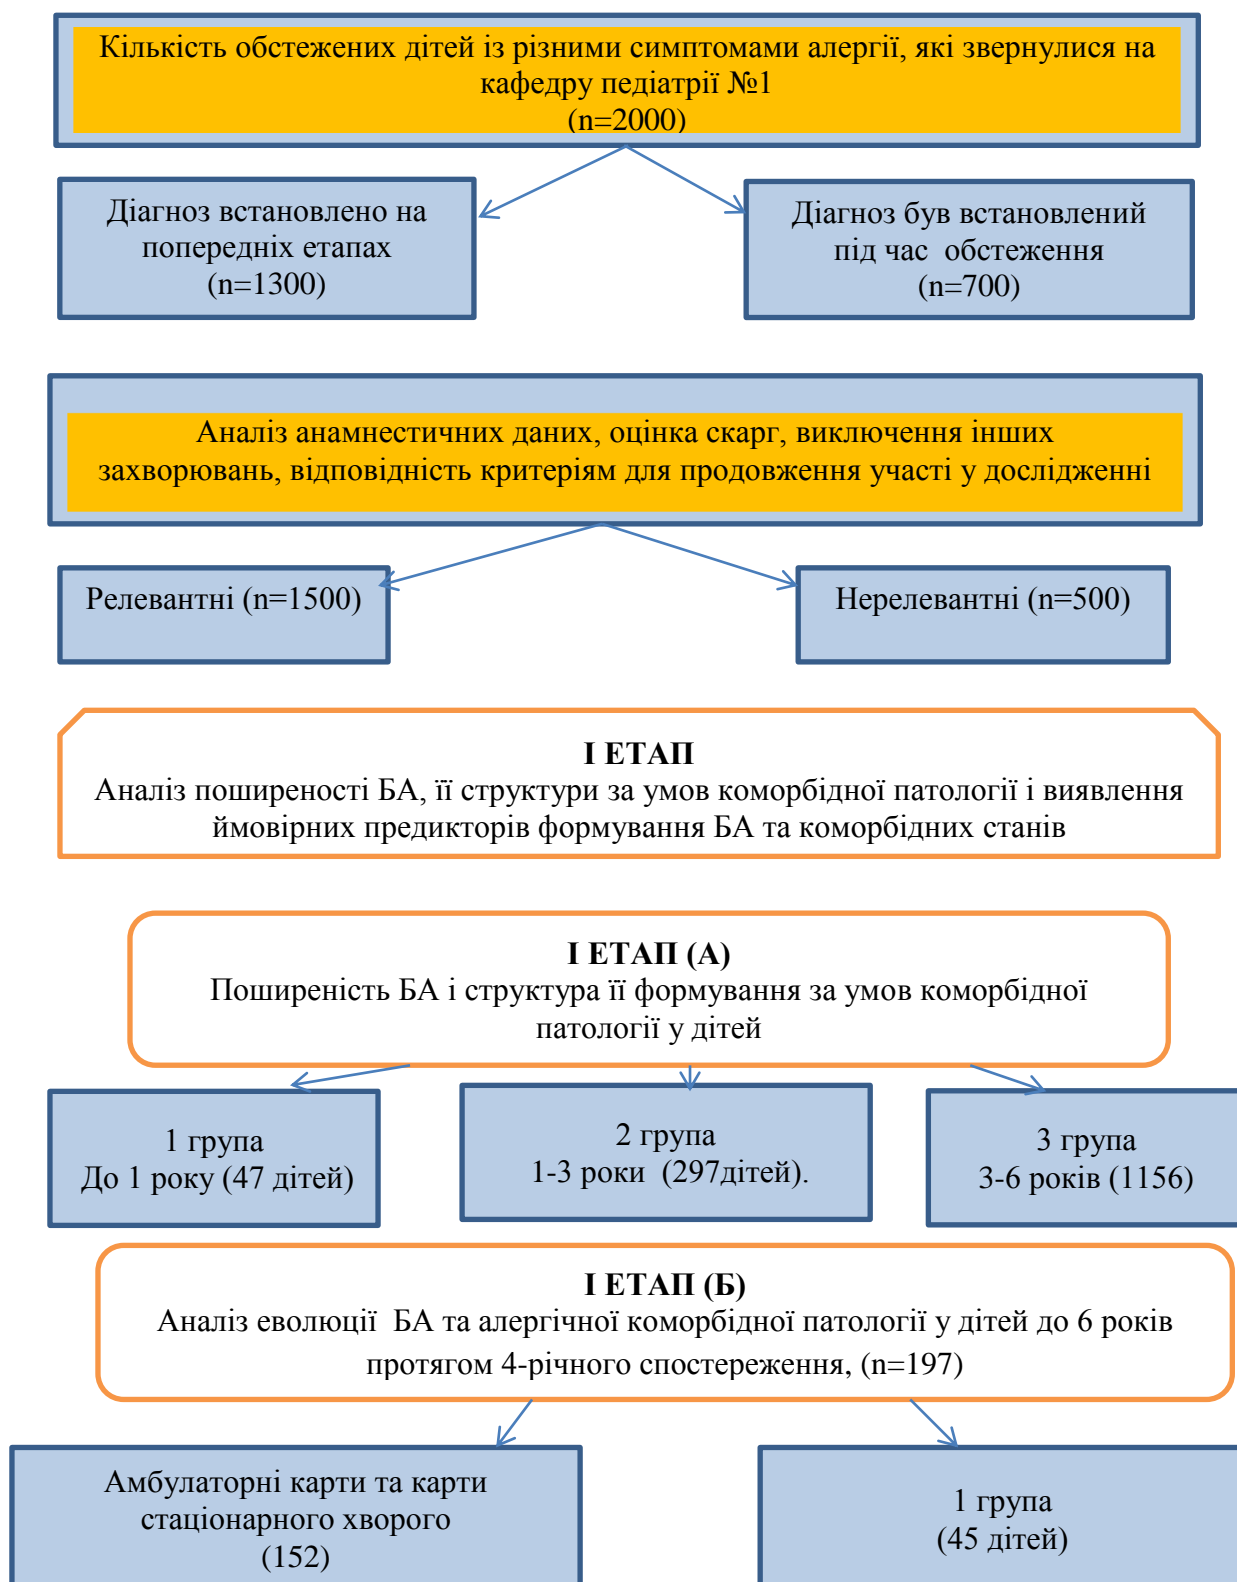 Кількість обстежених дітей із різними симптомами алергії, які звернулися на
кафедру педіатрії №1
(n=2000)
Діагноз встановлено на
попередніх етапах
(n=1300)
Діагноз був встановлений
під час обстеження
(n=700)
Аналіз анамнестичних даних, оцінка скарг, виключення інших
захворювань, відповідність критеріям для продовження участі у дослідженні
Релевантні (n=1500)
Нерелевантні (n=500)
І ЕТАП
Аналіз поширеності БА, її структури за умов коморбідної патології і виявлення
ймовірних предикторів формування БА та коморбідних станів
І ЕТАП (А)
Поширеність БА і структура її формування за умов коморбідної
патології у дітей
1 група
До 1 року (47 дітей)
2 група
1-3 роки (297дітей).
3 група
3-6 років (1156)
І ЕТАП (Б)
Аналіз еволюції БА та алергічної коморбідної патології у дітей до 6 років
протягом 4-річного спостереження, (n=197)
Амбулаторні карти та карти
стаціонарного хворого
(152)
1 група
(45 дітей)